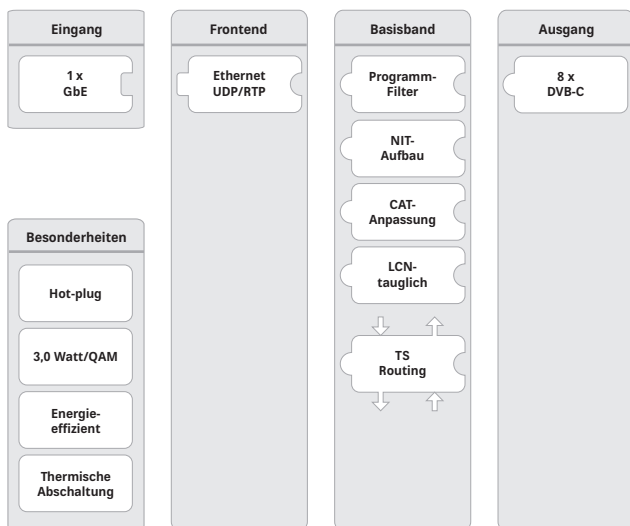 Eingang
1 x
GbE
Frontend
Ethernet
UDP/RTP
Basisband
Programm-
Filter
NIT-
Aufbau
CAT-
Anpassung
LCN-
tauglich
TS
Routing
Ausgang
8 x
DVB-C
Besonderheiten
Hot-plug
3,0 Watt/QAM
Energie-
effizient
Thermische
Abschaltung